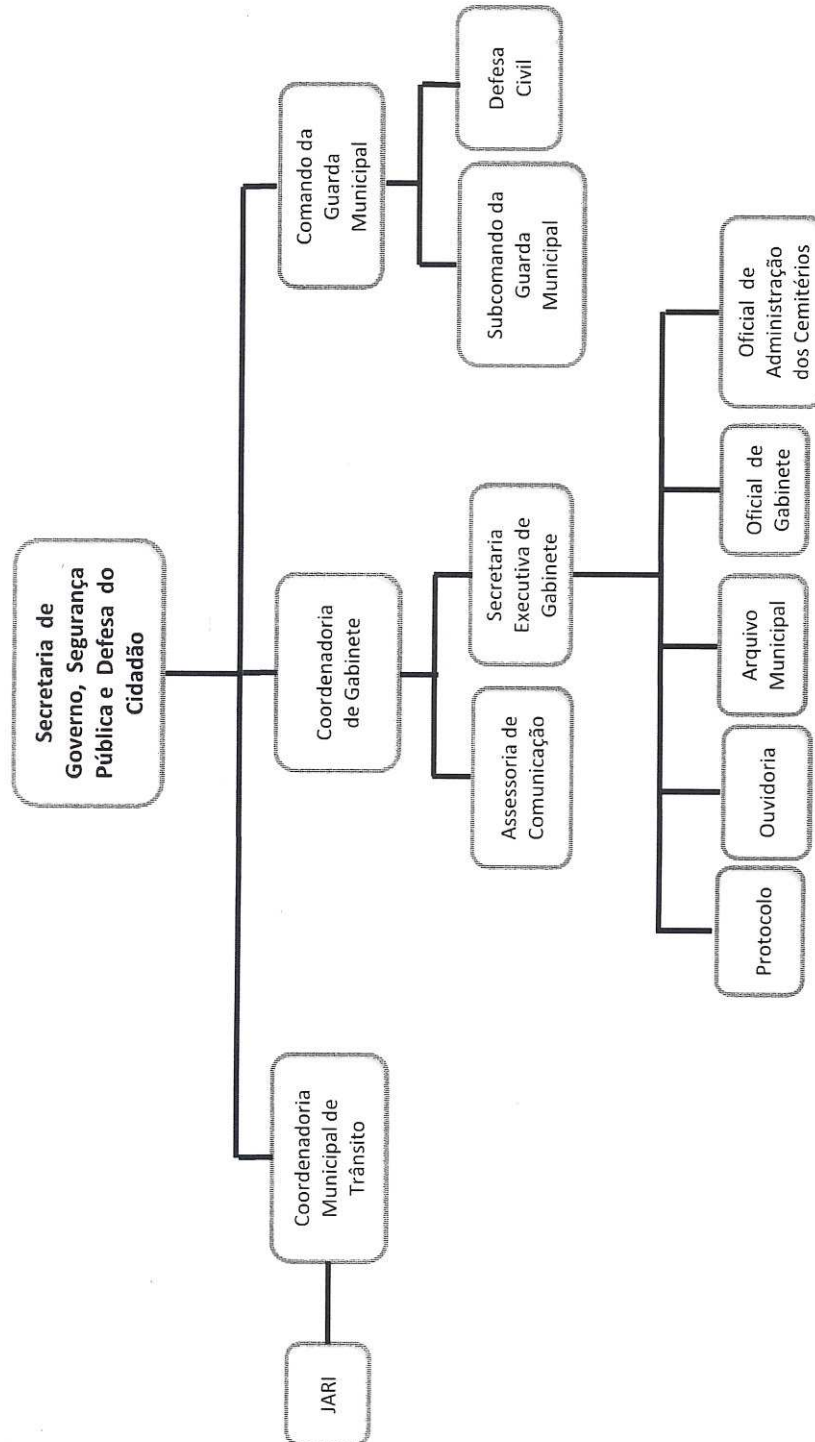 Secretaria de
Governo, Segurança
Pública e Defesa do
Cidadão
JARI
Coordenadoria
Municipal de
Trânsito
Coordenadoria
de Gabinete
Comando da
Guarda
Municipal
Assessoria de
Comunicação
Secretaria
Executiva de
Gabinete
Subcomando da
Guarda
Municipal
Defesa
Civil
Protocolo
Ouvidoria
Arquivo
Municipal
Oficial de
Gabinete
Oficial de
Administração
dos Cemitérios